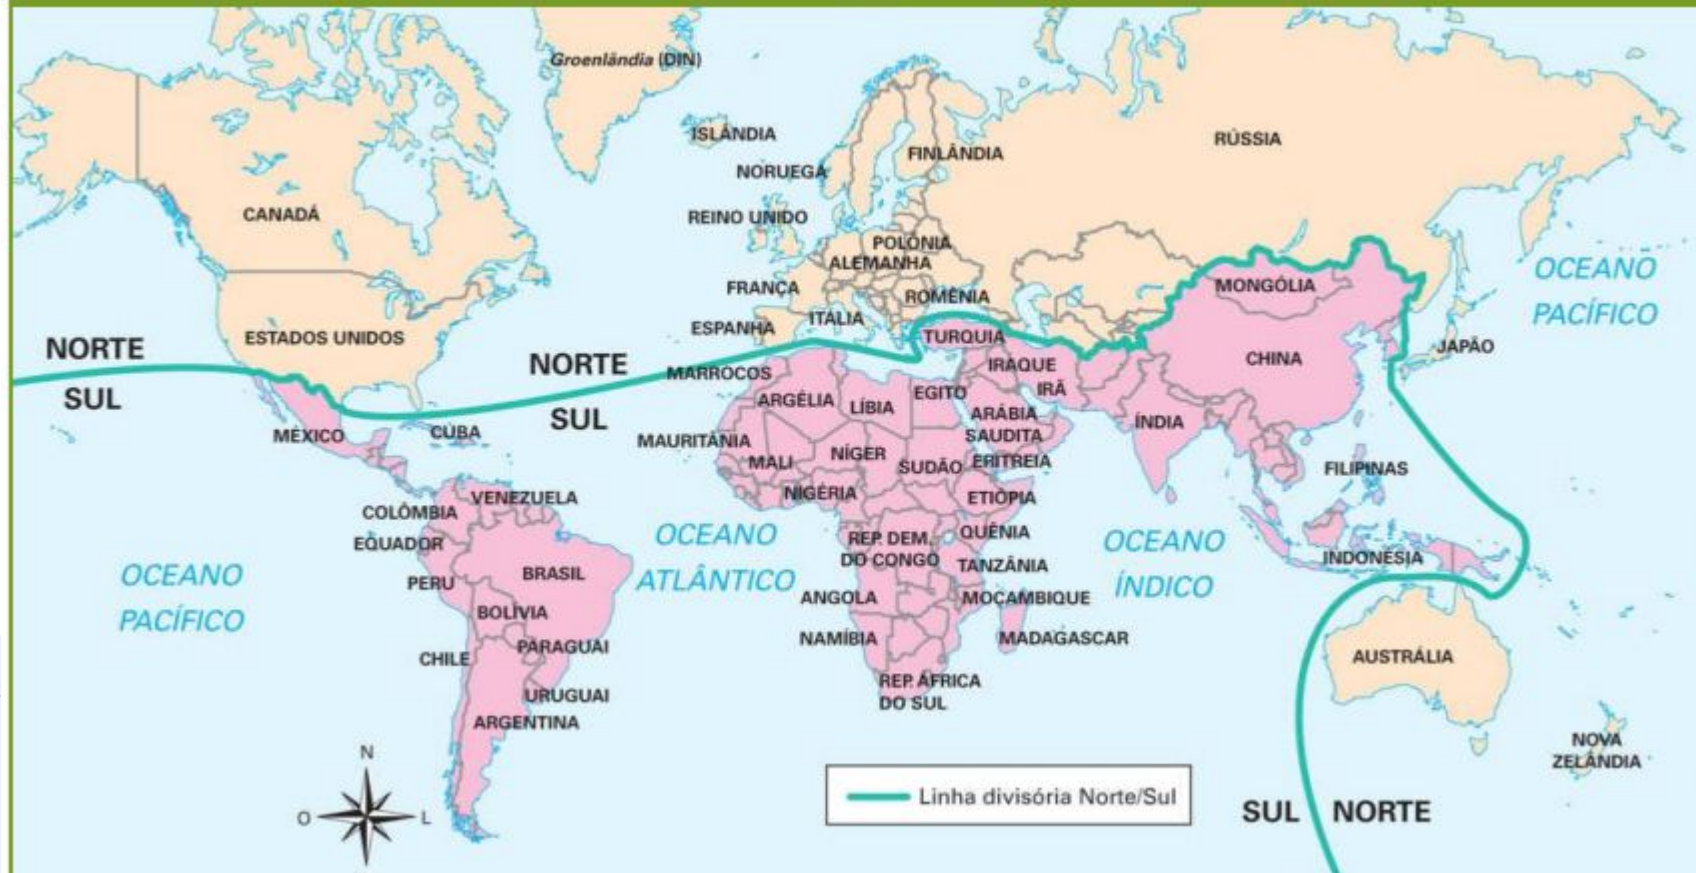 Groenlândia (DIN)
ISLÂNDIA
RÚSSIA
FINLÂNDIA
NORUEGA
CANADÁ
REINO UNIDO
POLÔNIA
ALEMANHA
OCEANO
PACÍFICO
MONGÓLIA
FRANÇA
ROMÊNIA
ITÁLIA
ESPANHA
ESTADOS UNIDOS
TURQUIA
NORTE
SUL
JAPÃO
CHINA
NORTE
SUL
IRAQUE
MARROCOS
IRÃ
EGITO
ARGÉLIA
LÍBIA
ARÁBIA
SAUDITA
ÍNDIA
MÉXICO
CUBA
MAURITÂNIA
NÍGER
MALI
SUDÃO
ERITREIA
FILIPINAS
VENEZUELA
NIGÉRIA
ETIÓPIA
COLÔMBIA
OCEANO
ATLÂNTICO
QUÊNIA
EQUADOR
REP. DEM.
DO CONGO
OCEANO
ÍNDICO
INDONÉSIA
TANZÂNIA
BRASIL
OCEANO
PACÍFICO
PERU
ANGOLA
MOÇAMBIQUE
BOLÍVIA
NAMÍBIA
MADAGASCAR
PARAGUAI
CHILE
AUSTRÁLIA
REP. ÁFRICA
DO SUL
URUGUAI
ARGENTINA
NOVA
ZELÂNDIA
N
O
L
Linha divisória Norte/Sul
SUL NORTE